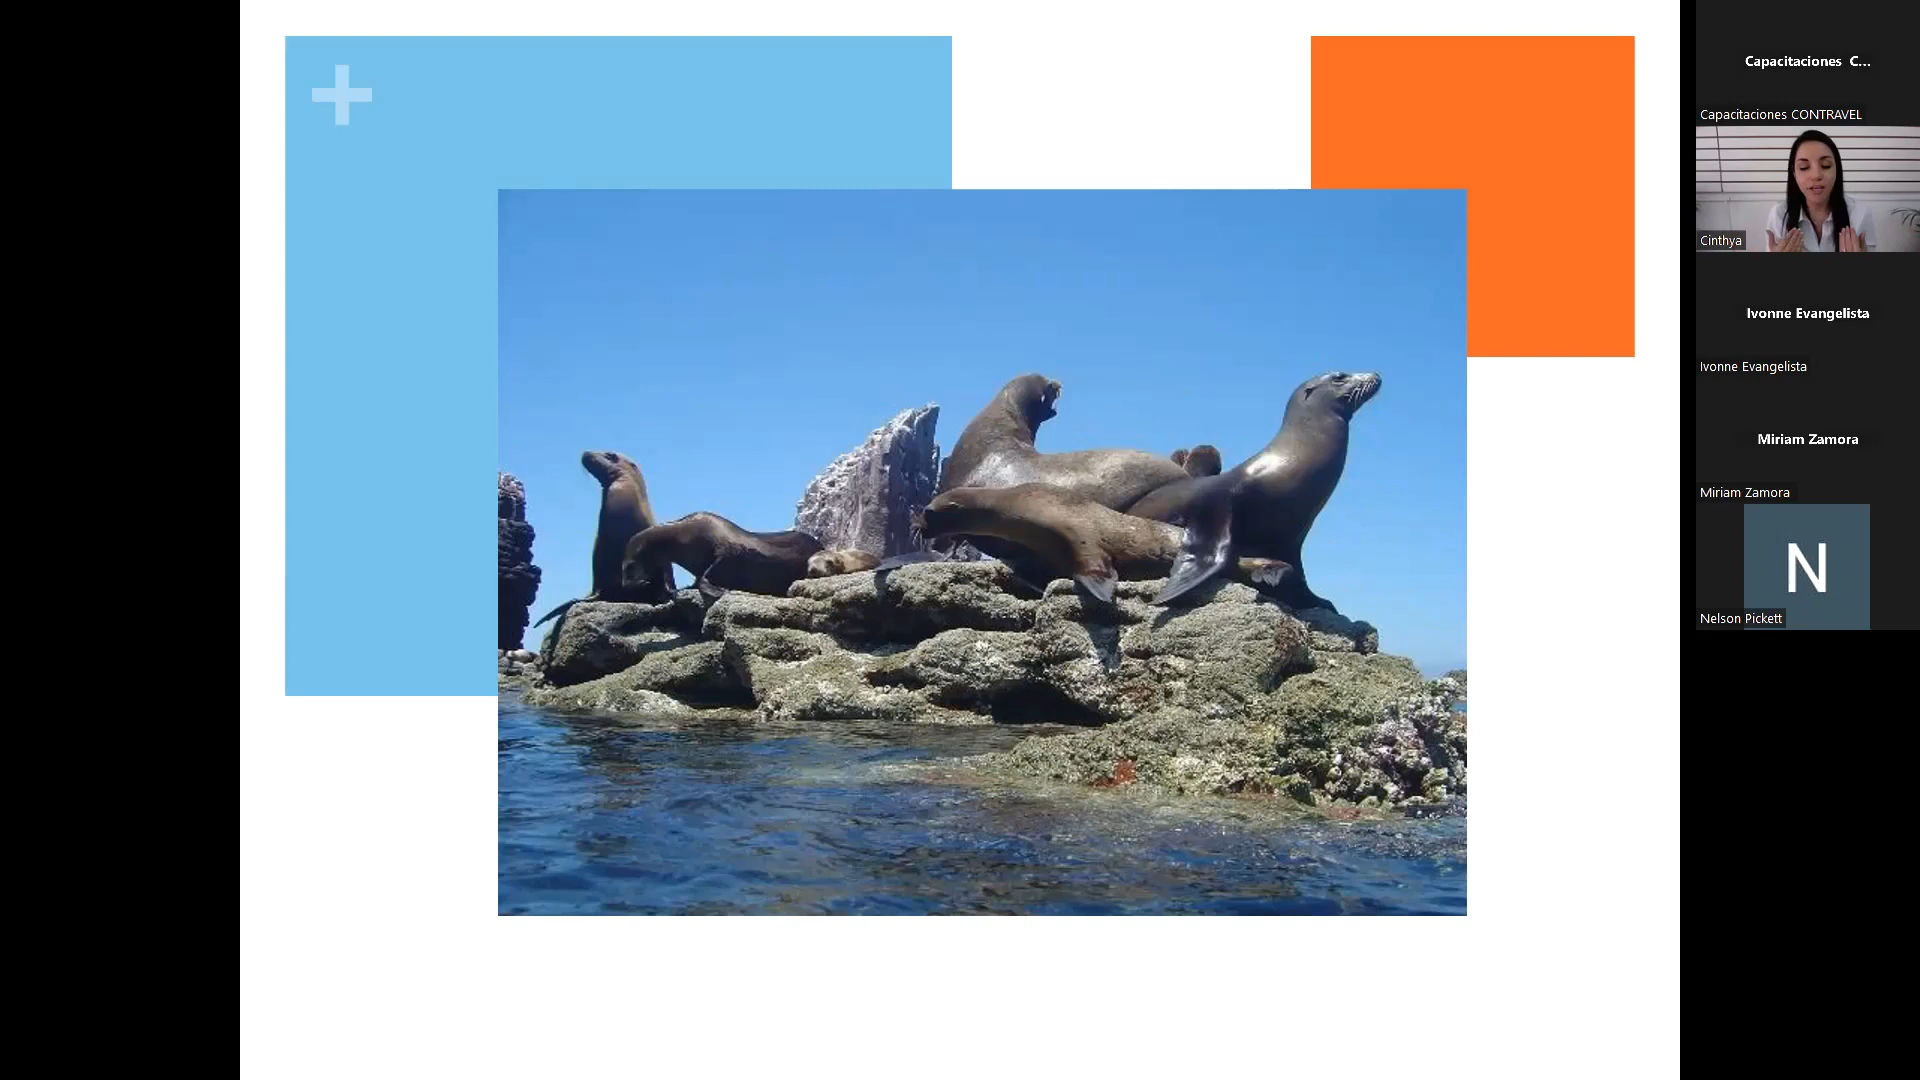 Capacitaciones C...
Capacitaciones CONTRAVEL
Cinthya
Ivonne Evangelista
Ivonne Evangelista
Miriam Zamora
Miriam Zamora
N
Nelson Pickett